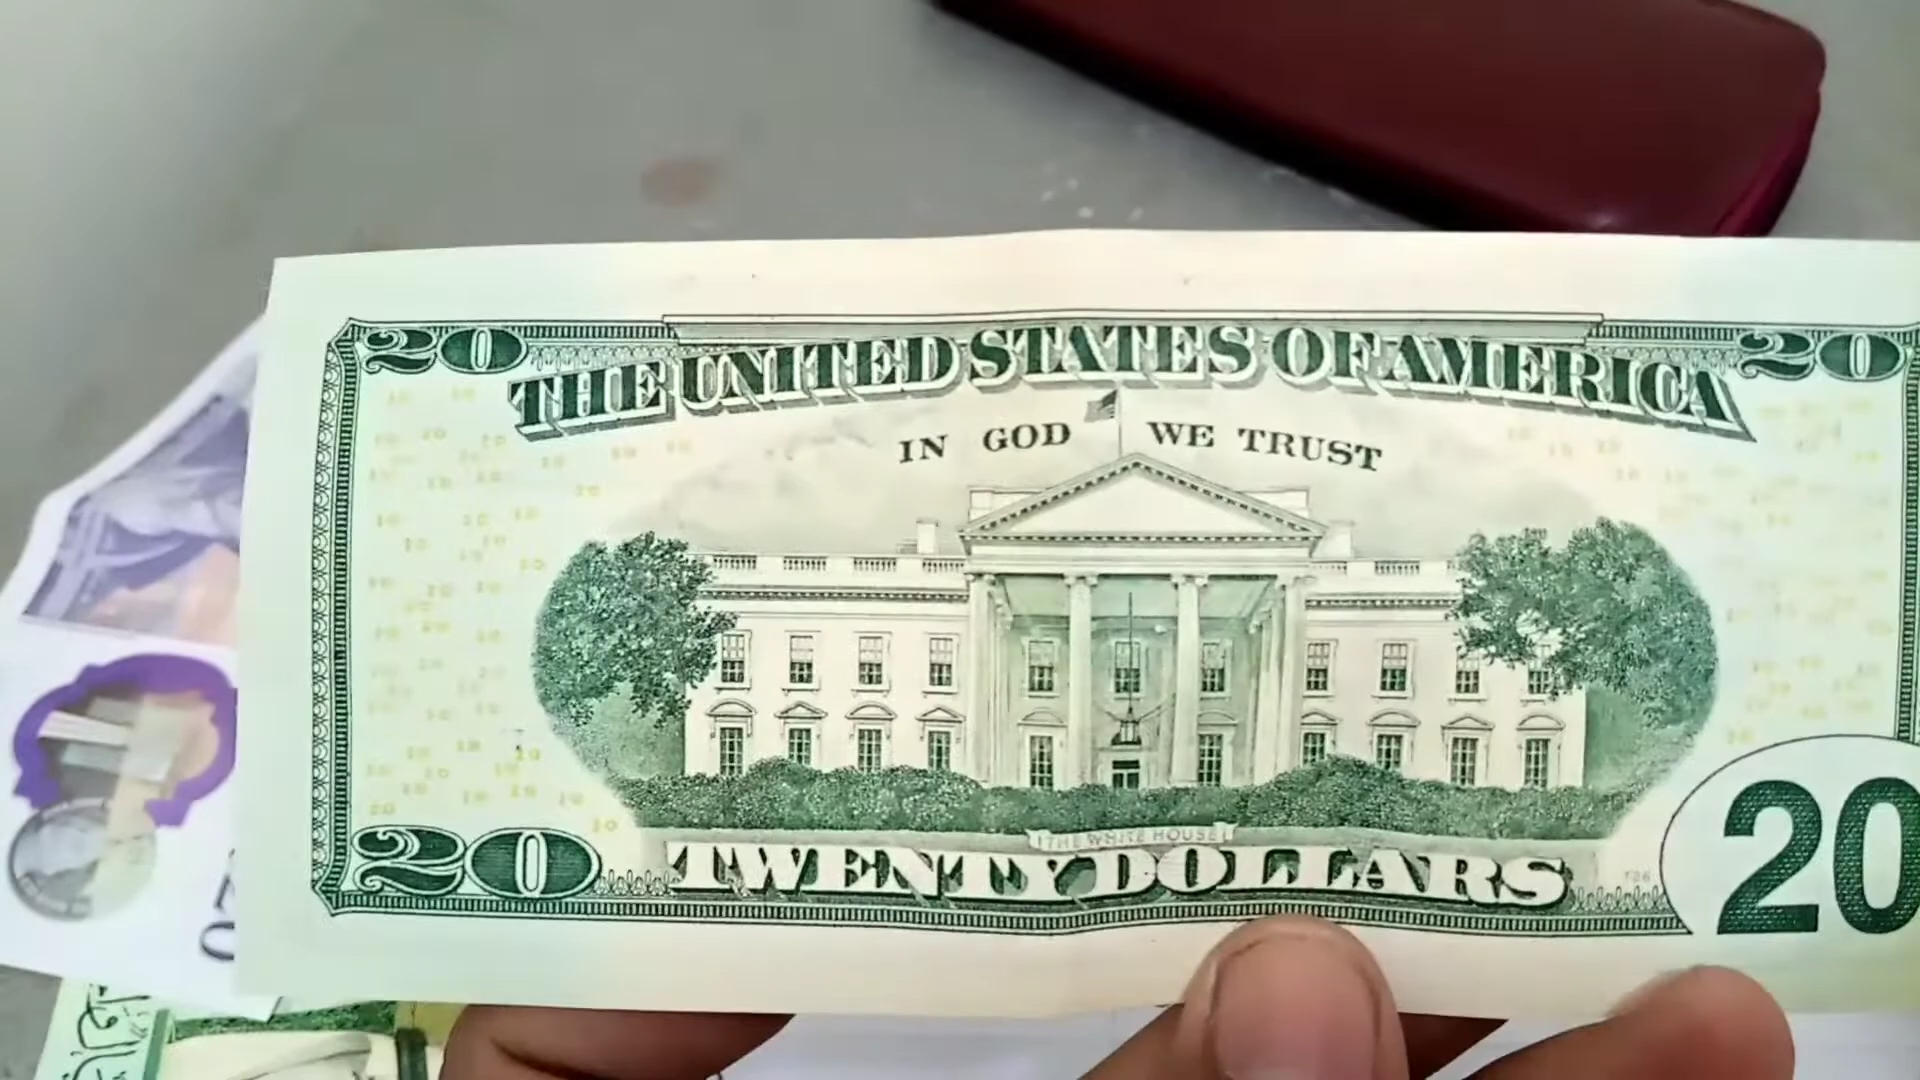 20 20
THE UNITED STATES OF AMERICA
IN GOD WE TRUST
THE WHITE HOUSE
20 TWENTY DOLLARS 20